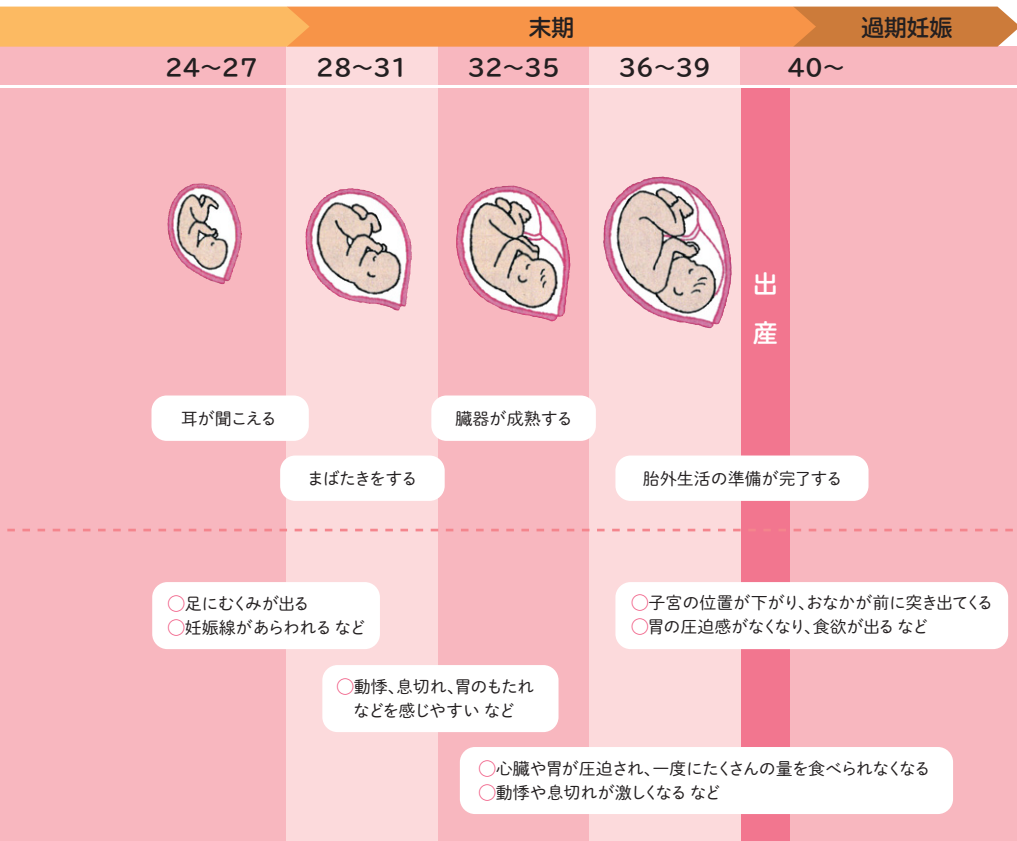 末期
過期妊娠
24〜27
28〜31
32〜35
36〜39
40〜
出産
耳が聞こえる
臓器が成熟する
まばたきをする
胎外生活の準備が完了する
○足にむくみが出る
○妊娠線があらわれる など
○子宮の位置が下がり、おなかが前に突き出てくる
○胃の圧迫感がなくなり、食欲が出る など
○動悸、息切れ、胃のもたれ
などを感じやすい など
○心臓や胃が圧迫され、一度にたくさんの量を食べられなくなる
○動悸や息切れが激しくなる など